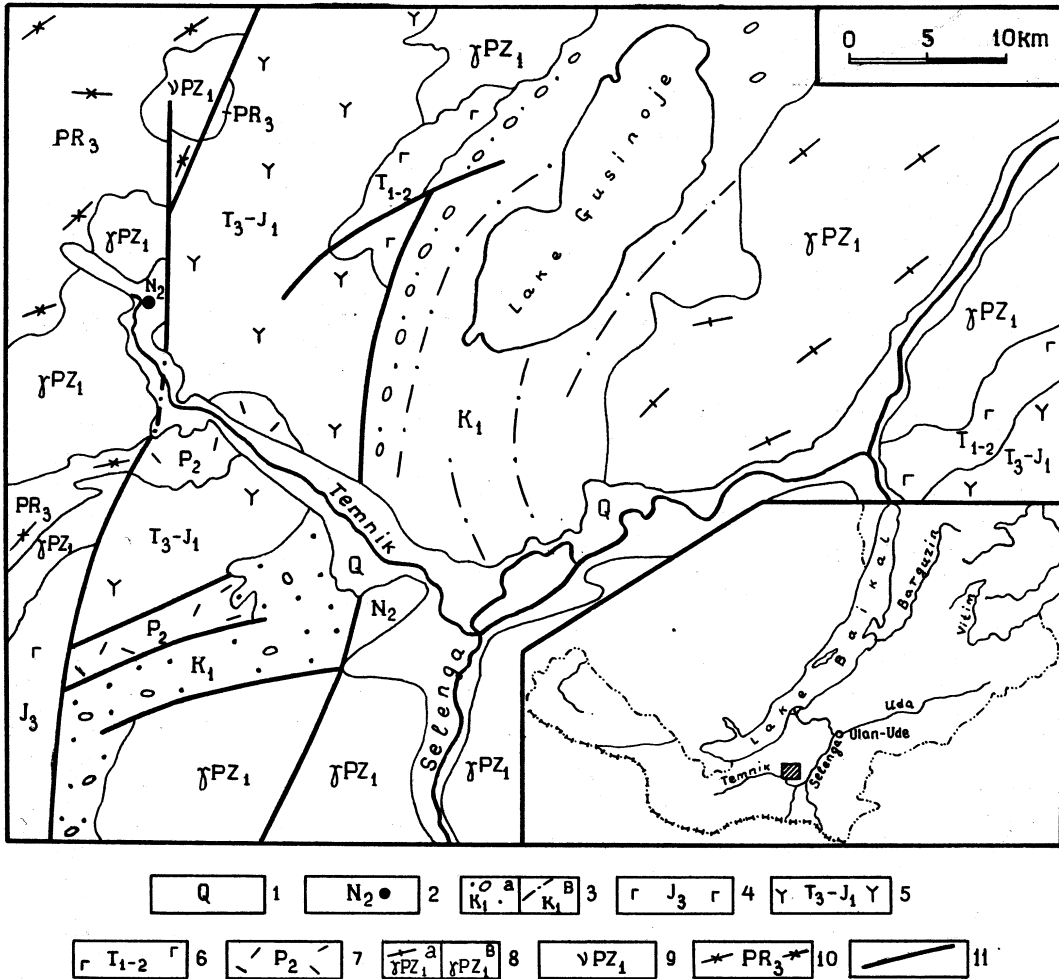 0 5 10Km
γPZ₁
νPZ₁
PR₃
PR₃
T₁₋₂
T₃-J₁
Lake Gusinoje
γPZ₁
γPZ₁
N₂
γPZ₁
γPZ₁
K₁
T₁₋₂
T₃-J₁
P₂
Temnik
Q
PR₃
γPZ₁
T₃-J₁
Q
N₂
P₂
K₁
J₃
Selenga
γPZ₁
γPZ₁
γPZ₁
Lake Baikal
Barguzin
Vitim
Uda
Ulan-Ude
Selenga
Temnik
Q 1
N₂ 2
K₁ a K₁ B 3
J₃ 4
T₃-J₁ 5
T₁₋₂ 6
P₂ 7
γPZ₁ a γPZ₁ B 8
νPZ₁ 9
PR₃ 10
11